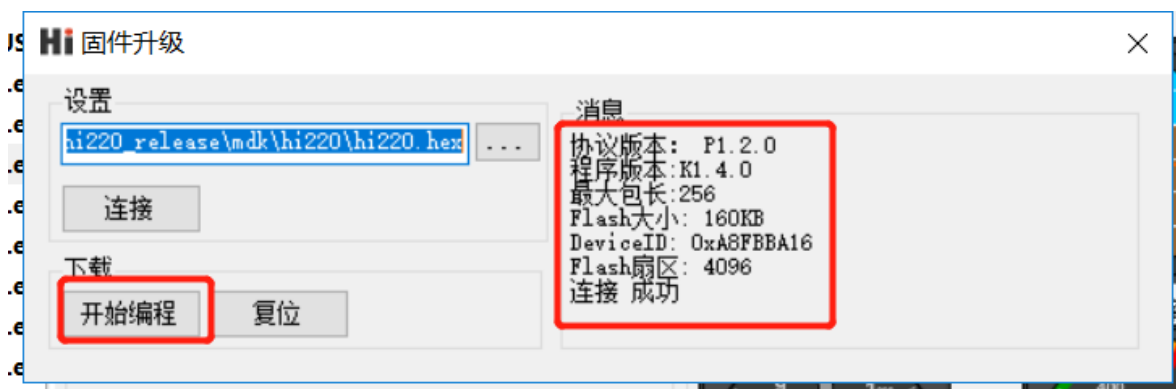 Hi 固件升级
设置
hi220_release\mdk\hi220\hi220.hex
...
连接
下载
开始编程
复位
消息
协议版本: P1.2.0
程序版本:K1.4.0
最大包长:256
Flash大小: 160KB
DeviceID: 0xA8FBBA16
Flash扇区: 4096
连接 成功